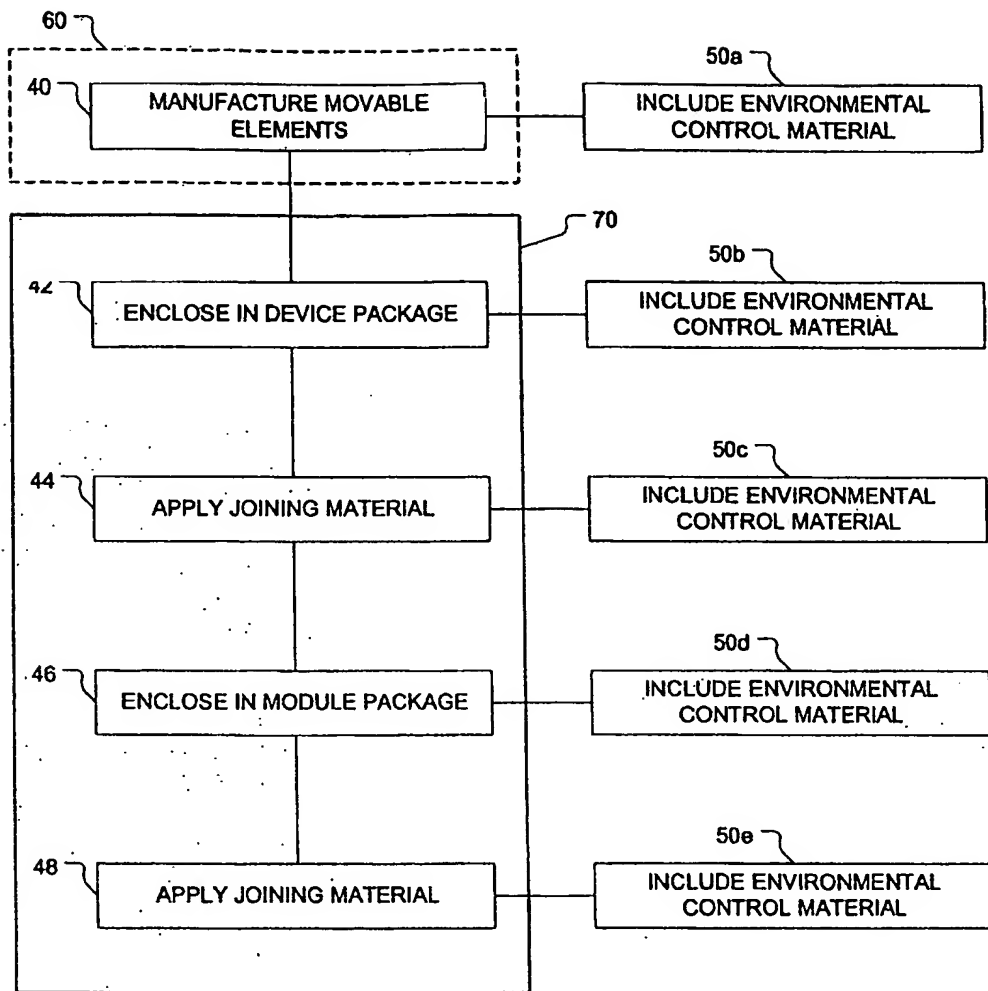 60
40
MANUFACTURE MOVABLE
ELEMENTS
50a
INCLUDE ENVIRONMENTAL
CONTROL MATERIAL
70
42
ENCLOSE IN DEVICE PACKAGE
50b
INCLUDE ENVIRONMENTAL
CONTROL MATERIAL
44
APPLY JOINING MATERIAL
50c
INCLUDE ENVIRONMENTAL
CONTROL MATERIAL
46
ENCLOSE IN MODULE PACKAGE
50d
INCLUDE ENVIRONMENTAL
CONTROL MATERIAL
48
APPLY JOINING MATERIAL
50e
INCLUDE ENVIRONMENTAL
CONTROL MATERIAL